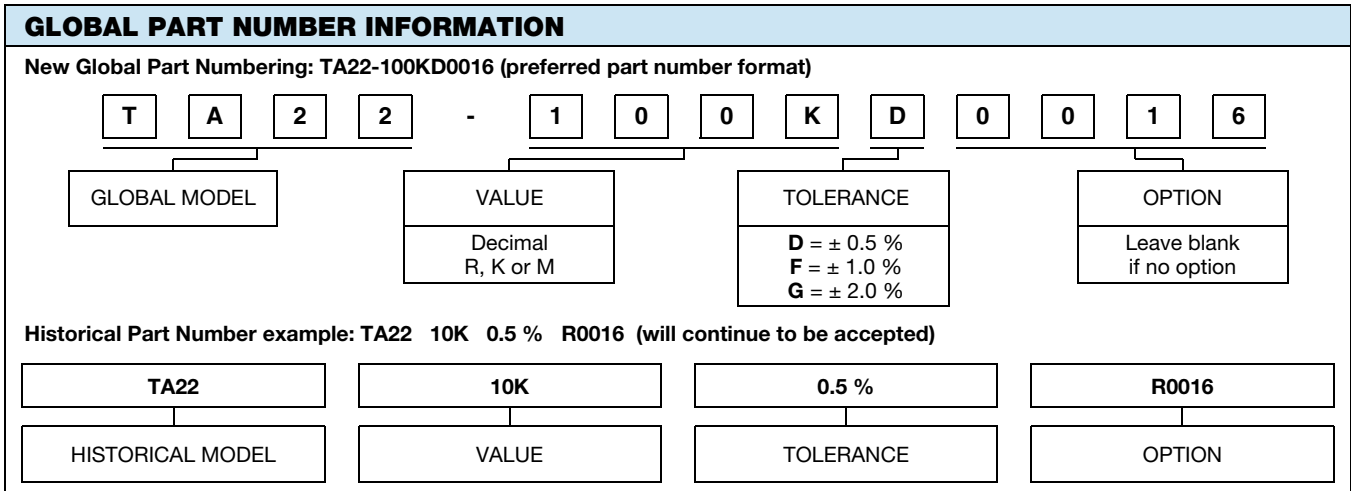 GLOBAL PART NUMBER INFORMATION
New Global Part Numbering: TA22-100KD0016 (preferred part number format)
T A 2 2 - 1 0 0 K D 0 0 1 6
GLOBAL MODEL VALUE TOLERANCE OPTION
Decimal D = ± 0.5 % Leave blank
R, K or M F = ± 1.0 % if no option
G = ± 2.0 %
Historical Part Number example: TA22 10K 0.5 % R0016 (will continue to be accepted)
TA22 10K 0.5 % R0016
HISTORICAL MODEL VALUE TOLERANCE OPTION